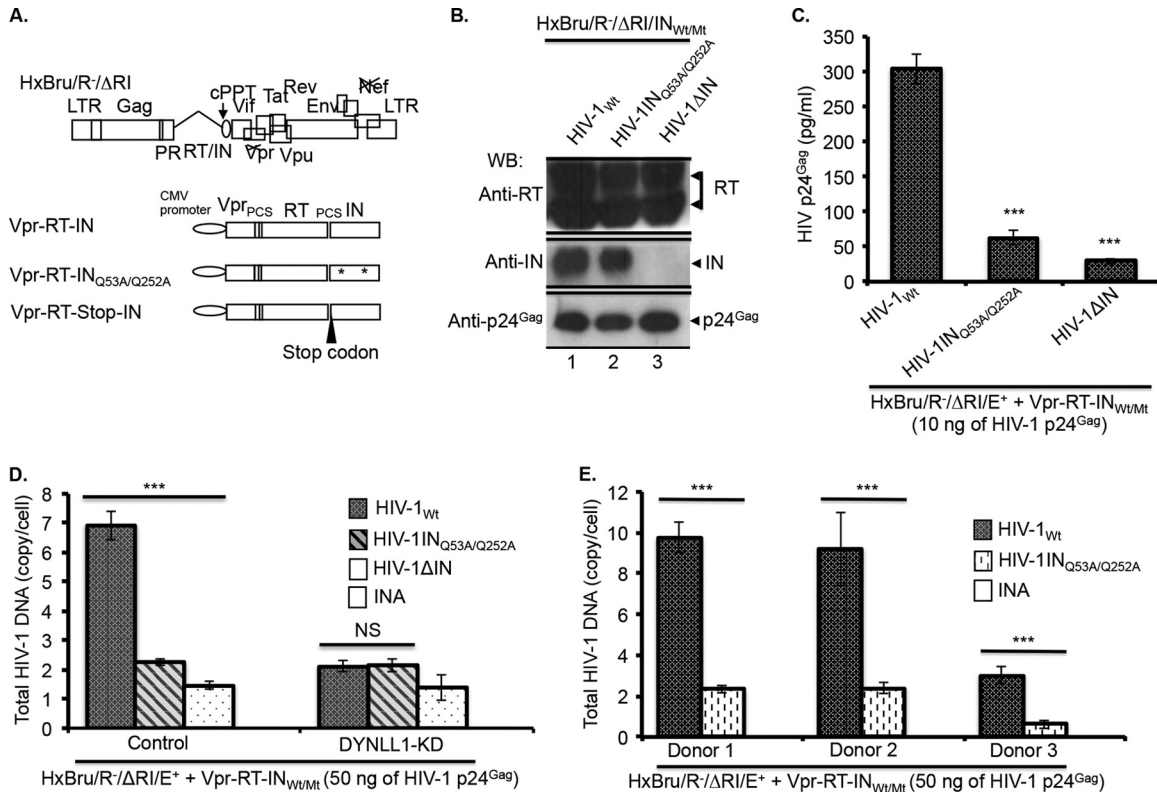 A.
HxBru/R⁻/ΔRI
LTR Gag cPPT Vif Tat Rev Env Nef LTR
PR RT/IN Vpr Vpu
CMV promoter Vpr PCS RT PCS IN
Vpr-RT-IN
Vpr-RT-IN Q53A/Q252A
* *
Vpr-RT-Stop-IN
Stop codon
B.
HxBru/R⁻/ΔRI/IN Wt/Mt
HIV-1 Wt
HIV-1IN Q53A/Q252A
HIV-1ΔIN
WB:
Anti-RT RT
Anti-IN IN
Anti-p24 Gag p24 Gag
1 2 3
C.
HIV p24 Gag (pg/ml)
350
300
250
200
150
100
50
0
***
***
HIV-1 Wt
HIV-1IN Q53A/Q252A
HIV-1ΔIN
HxBru/R⁻/ΔRI/E⁺ + Vpr-RT-IN Wt/Mt
(10 ng of HIV-1 p24 Gag)
D.
Total HIV-1 DNA (copy/cell)
8
7
6
5
4
3
2
1
0
***
NS
HIV-1 Wt
HIV-1IN Q53A/Q252A
HIV-1ΔIN
INA
Control DYNLL1-KD
HxBru/R⁻/ΔRI/E⁺ + Vpr-RT-IN Wt/Mt (50 ng of HIV-1 p24 Gag)
E.
Total HIV-1 DNA (copy/cell)
12
10
8
6
4
2
0
***
***
***
HIV-1 Wt
HIV-1IN Q53A/Q252A
INA
Donor 1 Donor 2 Donor 3
HxBru/R⁻/ΔRI/E⁺ + Vpr-RT-IN Wt/Mt (50 ng of HIV-1 p24 Gag)